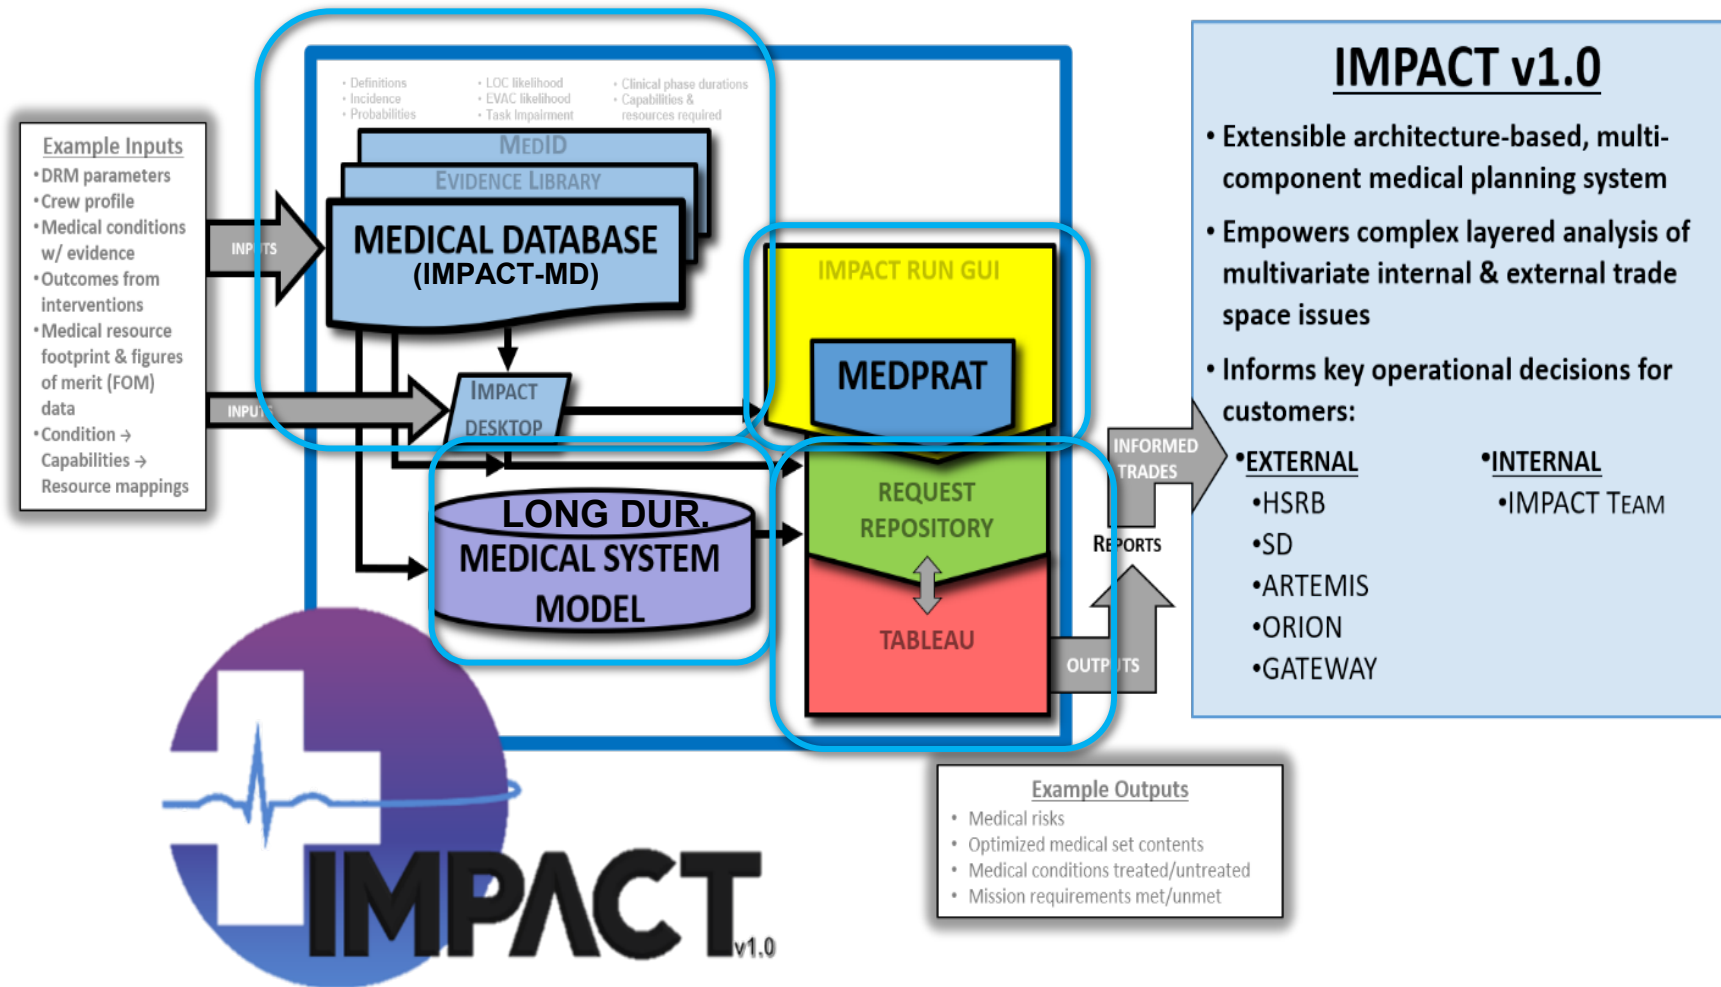 • Definitions
• Incidence
Probabilities
• LOC likelihood
• EVAC likelihood
• Task Impairment
• Clinical phase durations
• Capabilities &
resources required
Example Inputs
• DRM parameters
• Crew profile
• Medical conditions
w/ evidence
• Outcomes from
interventions
• Medical resource
footprint & figures
of merit (FOM)
data
• Condition →
Capabilities →
Resource mappings
INPUTS
INPUTS
MEDID
EVIDENCE LIBRARY
MEDICAL DATABASE
(IMPACT-MD)
IMPACT
DESKTOP
LONG DUR.
MEDICAL SYSTEM
MODEL
IMPACT RUN GUI
MEDPRAT
REQUEST
REPOSITORY
TABLEAU
OUTPUTS
REPORTS
INFORMED
TRADES
IMPACT v1.0
• Extensible architecture-based, multi-
component medical planning system
• Empowers complex layered analysis of
multivariate internal & external trade
space issues
• Informs key operational decisions for
customers:
• EXTERNAL
• HSRB
• SD
• ARTEMIS
• ORION
• GATEWAY
• INTERNAL
• IMPACT TEAM
Example Outputs
• Medical risks
• Optimized medical set contents
• Medical conditions treated/untreated
• Mission requirements met/unmet
IMPACT
v1.0